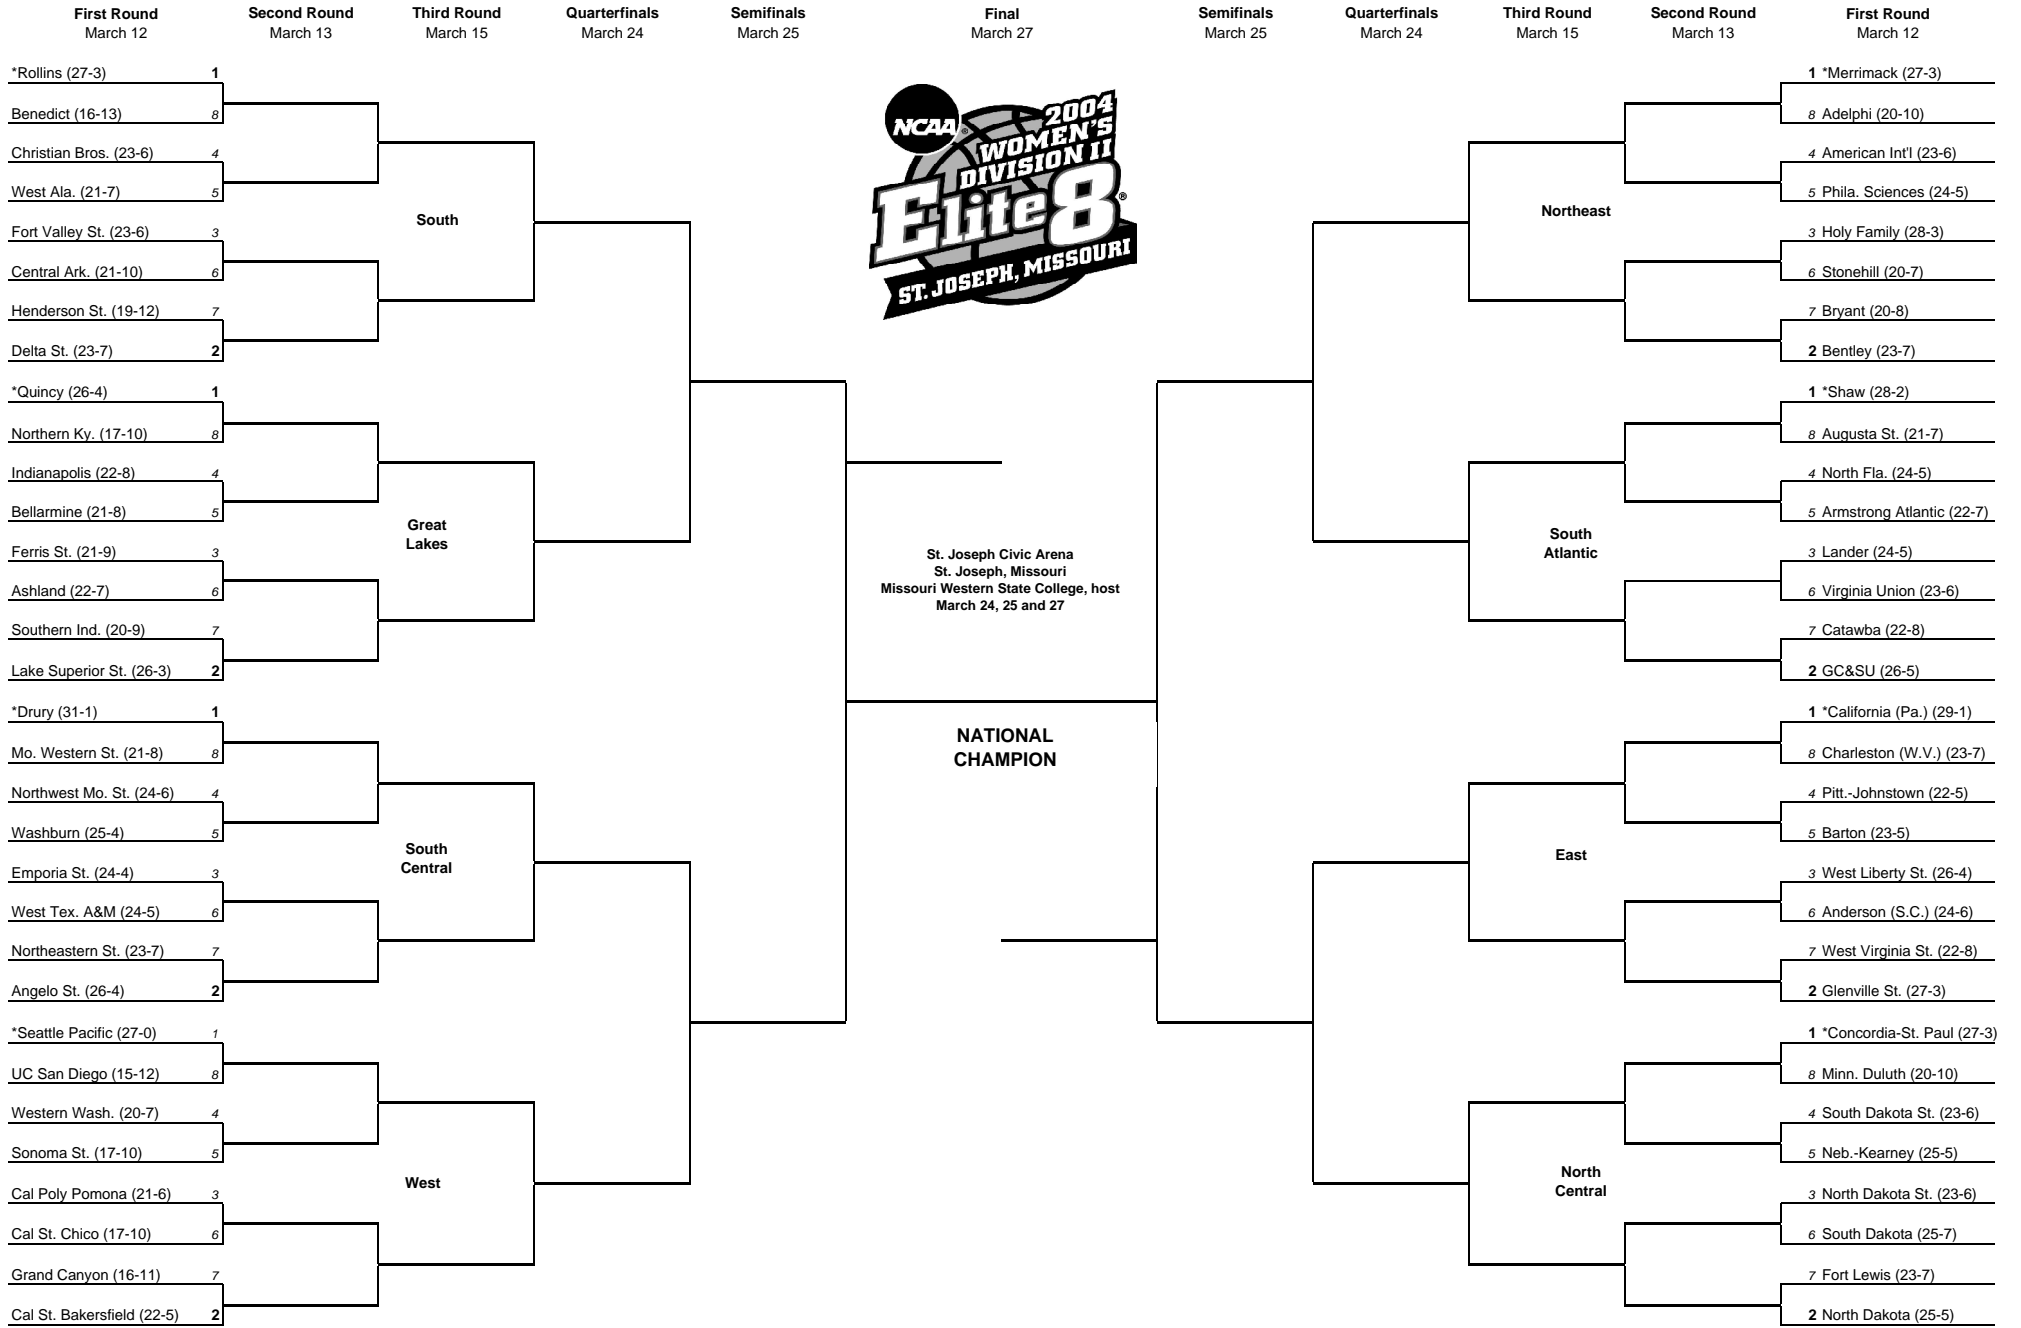 First Round Second Round Third Round Quarterfinals Semifinals Final Semifinals Quarterfinals Third Round Second Round First Round
March 12 March 13 March 15 March 24 March 25 March 27 March 25 March 24 March 15 March 13 March 12
*Rollins (27-3) 1
Benedict (16-13) 8
Christian Bros. (23-6) 4
West Ala. (21-7) 5
South
Fort Valley St. (23-6) 3
Central Ark. (21-10) 6
Henderson St. (19-12) 7
Delta St. (23-7) 2
*Quincy (26-4) 1
Northern Ky. (17-10) 8
Indianapolis (22-8) 4
Bellarmine (21-8) 5
Great
Lakes
Ferris St. (21-9) 3
Ashland (22-7) 6
Southern Ind. (20-9) 7
Lake Superior St. (26-3) 2
*Drury (31-1) 1
Mo. Western St. (21-8) 8
Northwest Mo. St. (24-6) 4
Washburn (25-4) 5
South
Central
Emporia St. (24-4) 3
West Tex. A&M (24-5) 6
Northeastern St. (23-7) 7
Angelo St. (26-4) 2
*Seattle Pacific (27-0) 1
UC San Diego (15-12) 8
Western Wash. (20-7) 4
Sonoma St. (17-10) 5
West
Cal Poly Pomona (21-6) 3
Cal St. Chico (17-10) 6
Grand Canyon (16-11) 7
Cal St. Bakersfield (22-5) 2
NCAA®
2004
WOMEN'S
DIVISION II
Elite 8®
ST. JOSEPH, MISSOURI
St. Joseph Civic Arena
St. Joseph, Missouri
Missouri Western State College, host
March 24, 25 and 27
NATIONAL
CHAMPION
1 *Merrimack (27-3)
8 Adelphi (20-10)
4 American Int'l (23-6)
5 Phila. Sciences (24-5)
Northeast
3 Holy Family (28-3)
6 Stonehill (20-7)
7 Bryant (20-8)
2 Bentley (23-7)
1 *Shaw (28-2)
8 Augusta St. (21-7)
4 North Fla. (24-5)
5 Armstrong Atlantic (22-7)
South
Atlantic
3 Lander (24-5)
6 Virginia Union (23-6)
7 Catawba (22-8)
2 GC&SU (26-5)
1 *California (Pa.) (29-1)
8 Charleston (W.V.) (23-7)
4 Pitt.-Johnstown (22-5)
5 Barton (23-5)
East
3 West Liberty St. (26-4)
6 Anderson (S.C.) (24-6)
7 West Virginia St. (22-8)
2 Glenville St. (27-3)
1 *Concordia-St. Paul (27-3)
8 Minn. Duluth (20-10)
4 South Dakota St. (23-6)
5 Neb.-Kearney (25-5)
North
Central
3 North Dakota St. (23-6)
6 South Dakota (25-7)
7 Fort Lewis (23-7)
2 North Dakota (25-5)